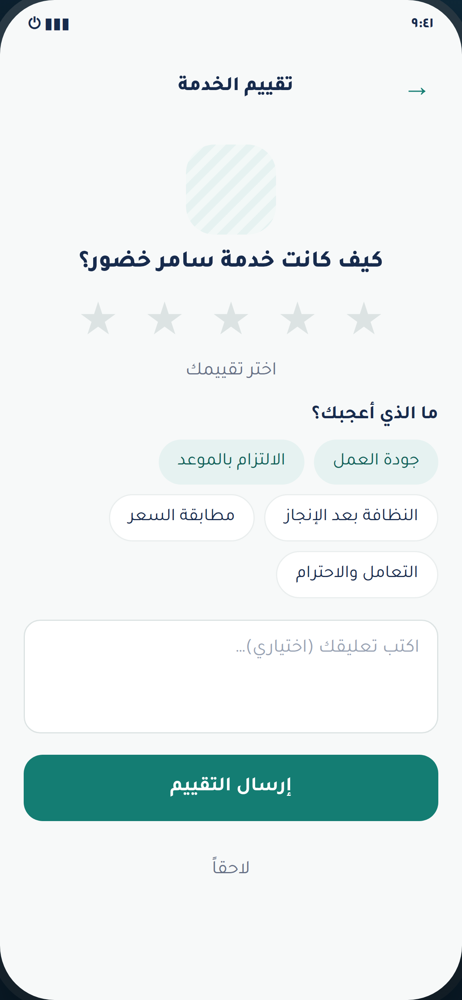 ٩:٤١
تقييم الخدمة
كيف كانت خدمة سامر خضور؟
اختر تقييمك
ما الذي أعجبك؟
جودة العمل
الالتزام بالموعد
النظافة بعد الإنجاز
مطابقة السعر
التعامل والاحترام
اكتب تعليقك (اختياري)...
إرسال التقييم
لاحقاً